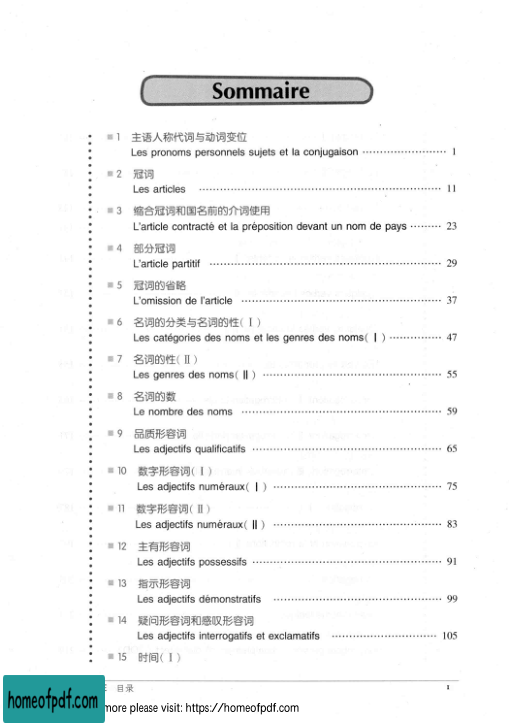 Sommaire
1 主语人称代词与动词变位
Les pronoms personnels sujets et la conjugaison ⋯⋯⋯⋯⋯⋯⋯⋯ 1
2 冠词
Les articles ⋯⋯⋯⋯⋯⋯⋯⋯⋯⋯⋯⋯⋯⋯⋯⋯ 11
3 缩合冠词和国名前的介词使用
L'article contracté et la préposition devant un nom de pays ⋯⋯⋯ 23
4 部分冠词
L'article partitif ⋯⋯⋯⋯⋯⋯⋯⋯⋯⋯⋯⋯⋯⋯⋯⋯ 29
5 冠词的省略
L'omission de l'article ⋯⋯⋯⋯⋯⋯⋯⋯⋯⋯⋯⋯⋯⋯ 37
6 名词的分类与名词的性(Ⅰ)
Les catégories des noms et les genres des noms(Ⅰ) ⋯⋯⋯⋯⋯ 47
7 名词的性(Ⅱ)
Les genres des noms(Ⅱ) ⋯⋯⋯⋯⋯⋯⋯⋯⋯⋯⋯⋯⋯ 55
8 名词的数
Le nombre des noms ⋯⋯⋯⋯⋯⋯⋯⋯⋯⋯⋯⋯⋯⋯ 59
9 品质形容词
Les adjectifs qualificatifs ⋯⋯⋯⋯⋯⋯⋯⋯⋯⋯⋯⋯⋯ 65
10 数字形容词(Ⅰ)
Les adjectifs numéraux(Ⅰ) ⋯⋯⋯⋯⋯⋯⋯⋯⋯⋯⋯⋯ 75
11 数字形容词(Ⅱ)
Les adjectifs numéraux(Ⅱ) ⋯⋯⋯⋯⋯⋯⋯⋯⋯⋯⋯⋯ 83
12 主有形容词
Les adjectifs possessifs ⋯⋯⋯⋯⋯⋯⋯⋯⋯⋯⋯⋯⋯ 91
13 指示形容词
Les adjectifs démonstratifs ⋯⋯⋯⋯⋯⋯⋯⋯⋯⋯⋯⋯ 99
14 疑问形容词和感叹形容词
Les adjectifs interrogatifs et exclamatifs ⋯⋯⋯⋯⋯⋯⋯⋯ 105
15 时间(Ⅰ)
目录 1
homeofpdf.com
more please visit: https://homeofpdf.com